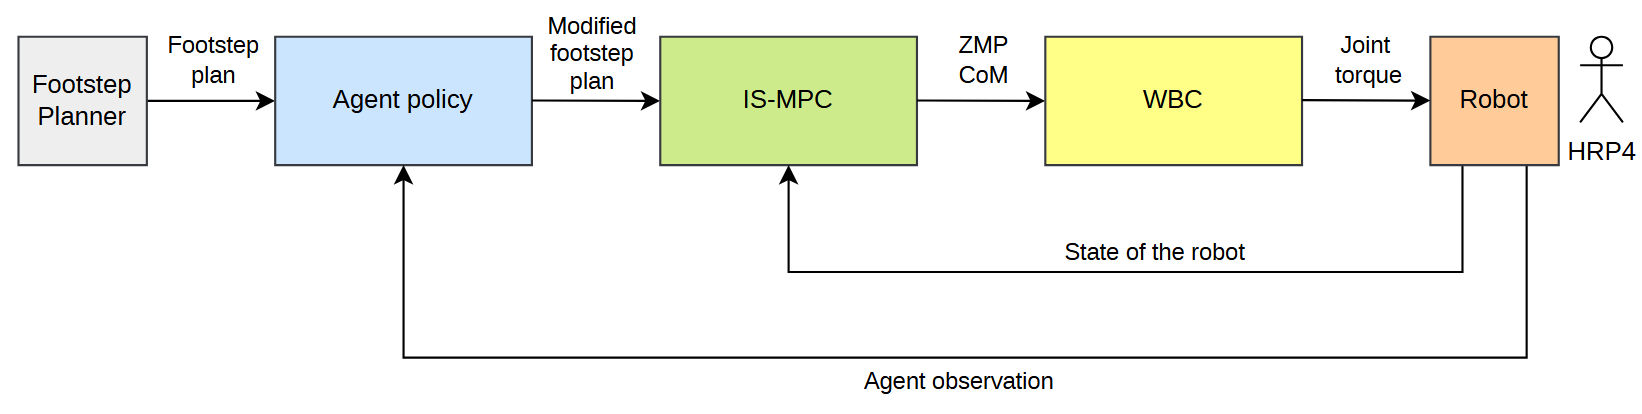 Footstep
Planner
Footstep
plan
Agent policy
Modified
footstep
plan
IS-MPC
ZMP
CoM
WBC
Joint
torque
Robot
HRP4
State of the robot
Agent observation